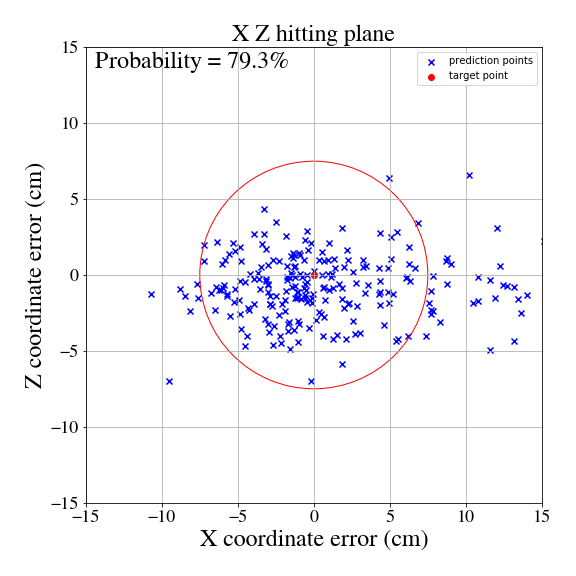 X Z hitting plane
Probability = 79.3%
prediction points
target point
Z coordinate error (cm)
15
10
5
0
−5
−10
−15
−15
−10
−5
0
5
10
15
X coordinate error (cm)